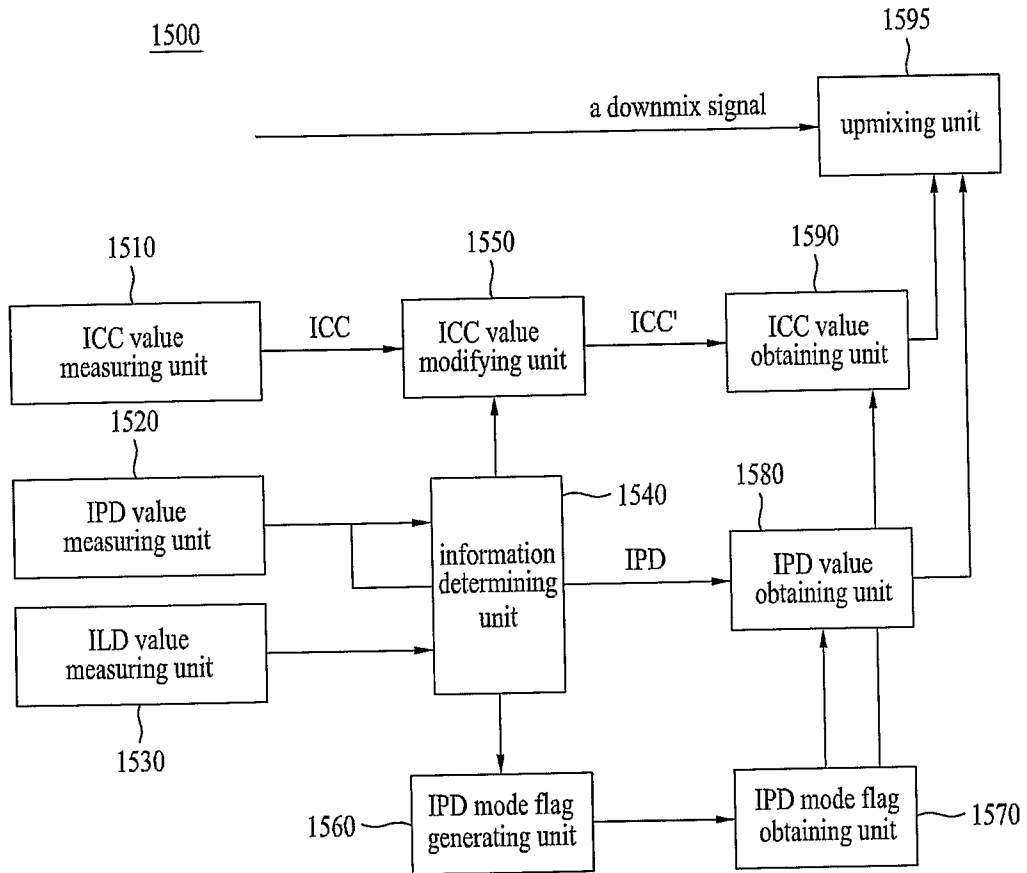 1500
1595
a downmix signal
upmixing unit
1510
1550
1590
ICC value
measuring unit
ICC
ICC value
modifying unit
ICC'
ICC value
obtaining unit
1520
IPD value
measuring unit
1540
information
determining
unit
IPD
1580
IPD value
obtaining unit
ILD value
measuring unit
1530
1560
IPD mode flag
generating unit
IPD mode flag
obtaining unit
1570